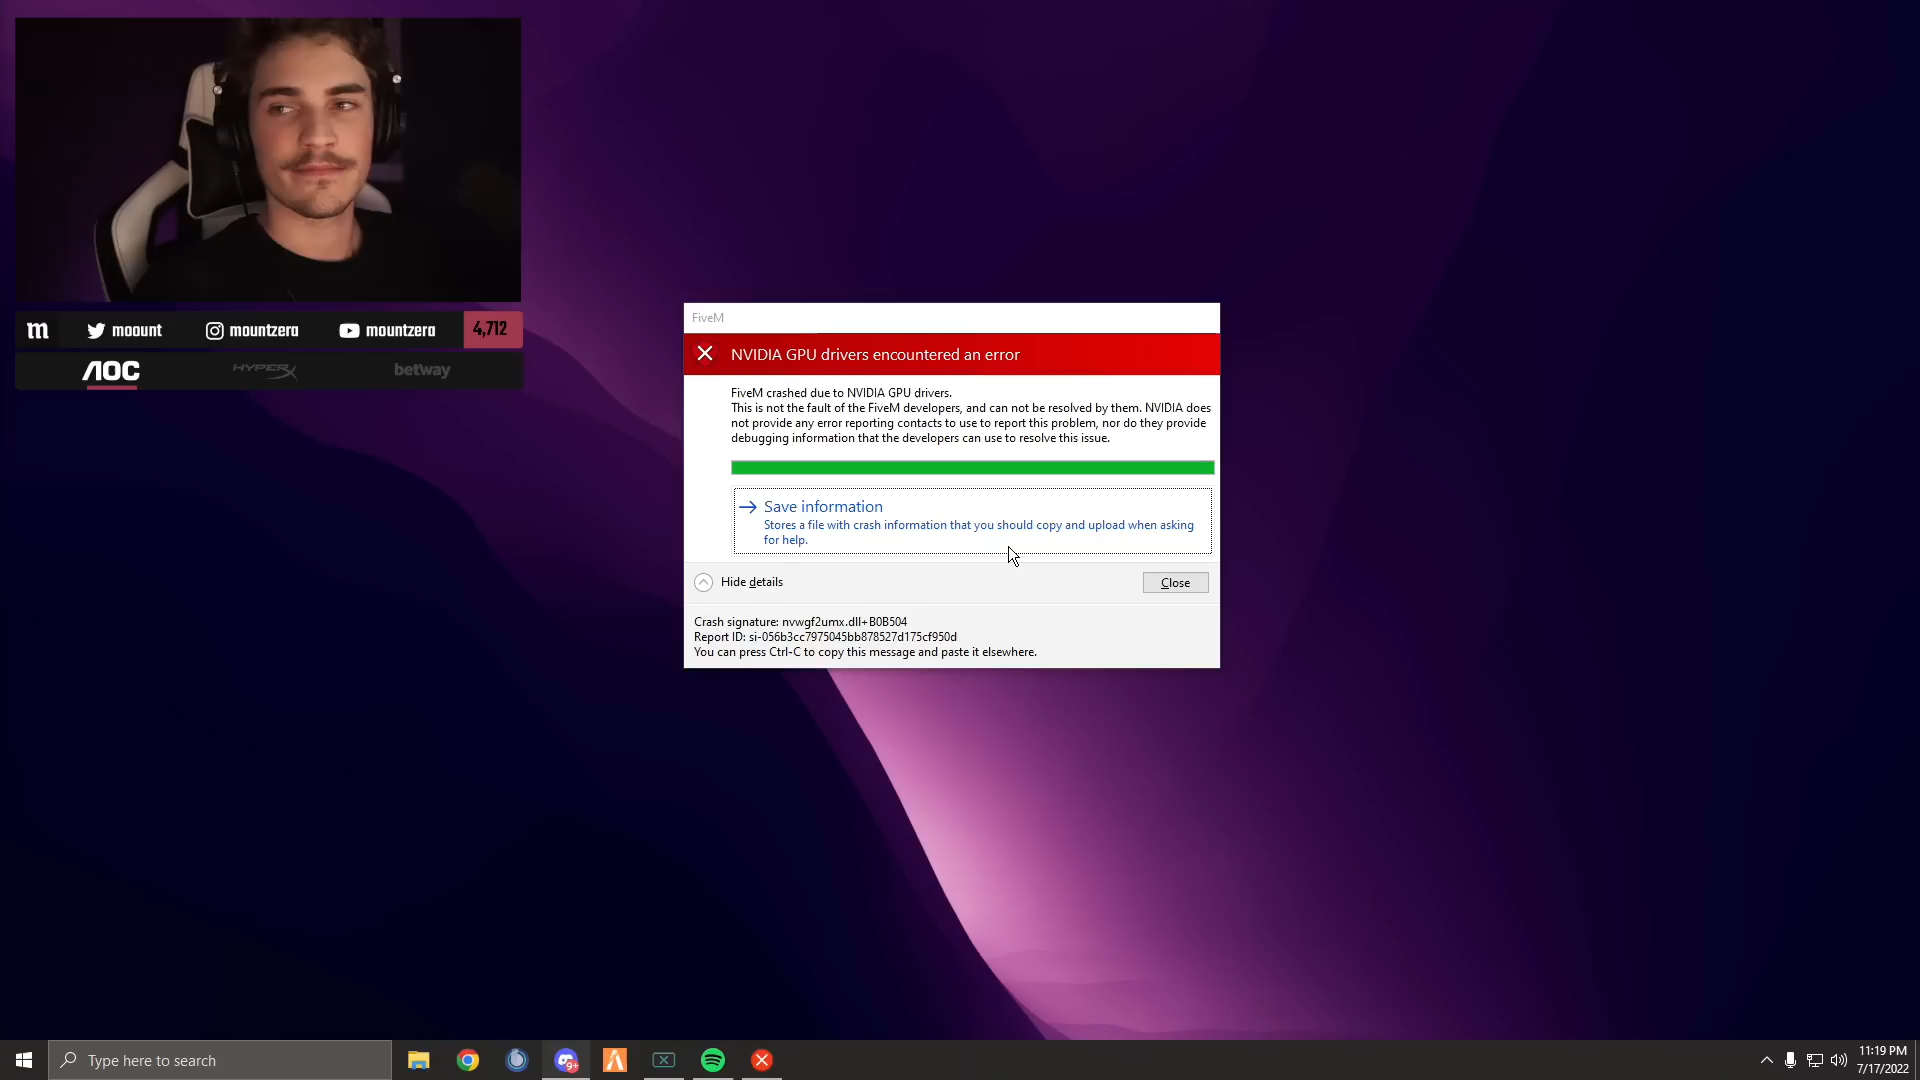 m moount mountzera mountzera 4,712
AOC HYPERX betway
FiveM
NVIDIA GPU drivers encountered an error
FiveM crashed due to NVIDIA GPU drivers.
This is not the fault of the FiveM developers, and can not be resolved by them. NVIDIA does
not provide any error reporting contacts to use to report this problem, nor do they provide
debugging information that the developers can use to resolve this issue.
Save information
Stores a file with crash information that you should copy and upload when asking
for help.
Hide details
Close
Crash signature: nvwgf2umx.dll+B0B504
Report ID: si-056b3cc7975045bb878527d175cf950d
You can press Ctrl-C to copy this message and paste it elsewhere.
Type here to search
9+
11:19 PM
7/17/2022